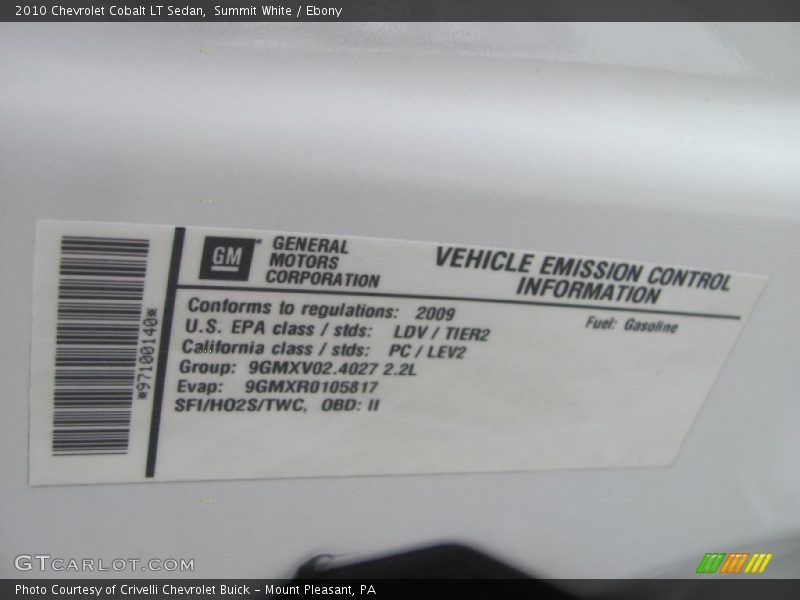 2010 Chevrolet Cobalt LT Sedan, Summit White / Ebony
GM
GENERAL
MOTORS
CORPORATION
VEHICLE EMISSION CONTROL
INFORMATION
Conforms to regulations: 2009
Fuel: Gasoline
U.S. EPA class / stds: LDV / TIER2
California class / stds: PC / LEV2
Group: 9GMXV02.4027 2.2L
Evap: 9GMXR0105817
SFI/HO2S/TWC, OBD: II
*97100140*
GTCARLOT.COM
Photo Courtesy of Crivelli Chevrolet Buick – Mount Pleasant, PA